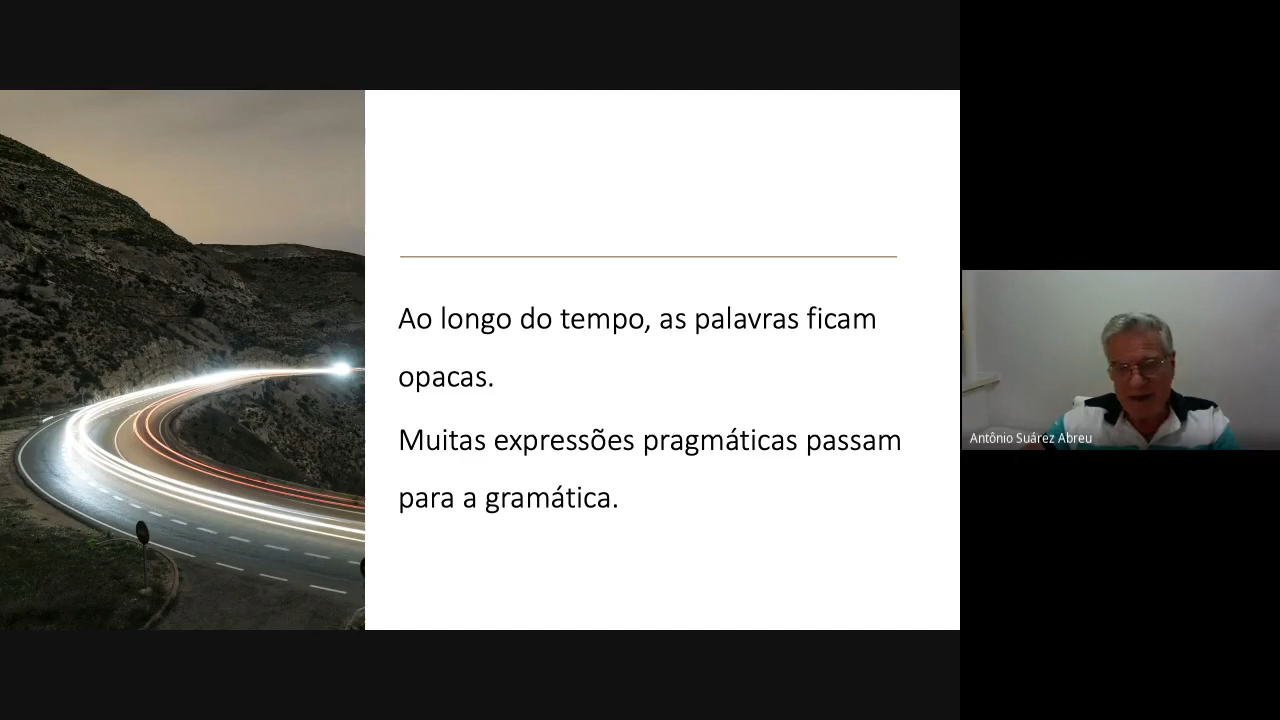 Ao longo do tempo, as palavras ficam
opacas.
Muitas expressões pragmáticas passam
para a gramática.
Antônio Suárez Abreu